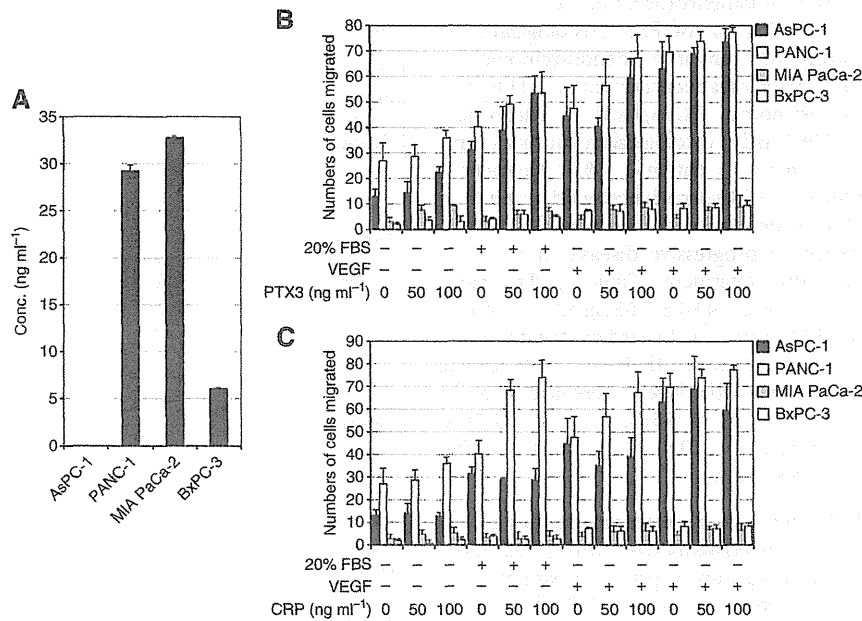 A
Conc. (ng ml⁻¹)
35
30
25
20
15
10
5
0
AsPC-1
PANC-1
MIA PaCa-2
BxPC-3
B
Numbers of cells migrated
80
70
60
50
40
30
20
10
0
AsPC-1
PANC-1
MIA PaCa-2
BxPC-3
20% FBS − − − + + + − − − − − −
VEGF − − − − − − + + + + + +
PTX3 (ng ml⁻¹) 0 50 100 0 50 100 0 50 100 0 50 100
C
Numbers of cells migrated
90
80
70
60
50
40
30
20
10
0
AsPC-1
PANC-1
MIA PaCa-2
BxPC-3
20% FBS − − − + + + − − − − − −
VEGF − − − − − − + + + + + +
CRP (ng ml⁻¹) 0 50 100 0 50 100 0 50 100 0 50 100